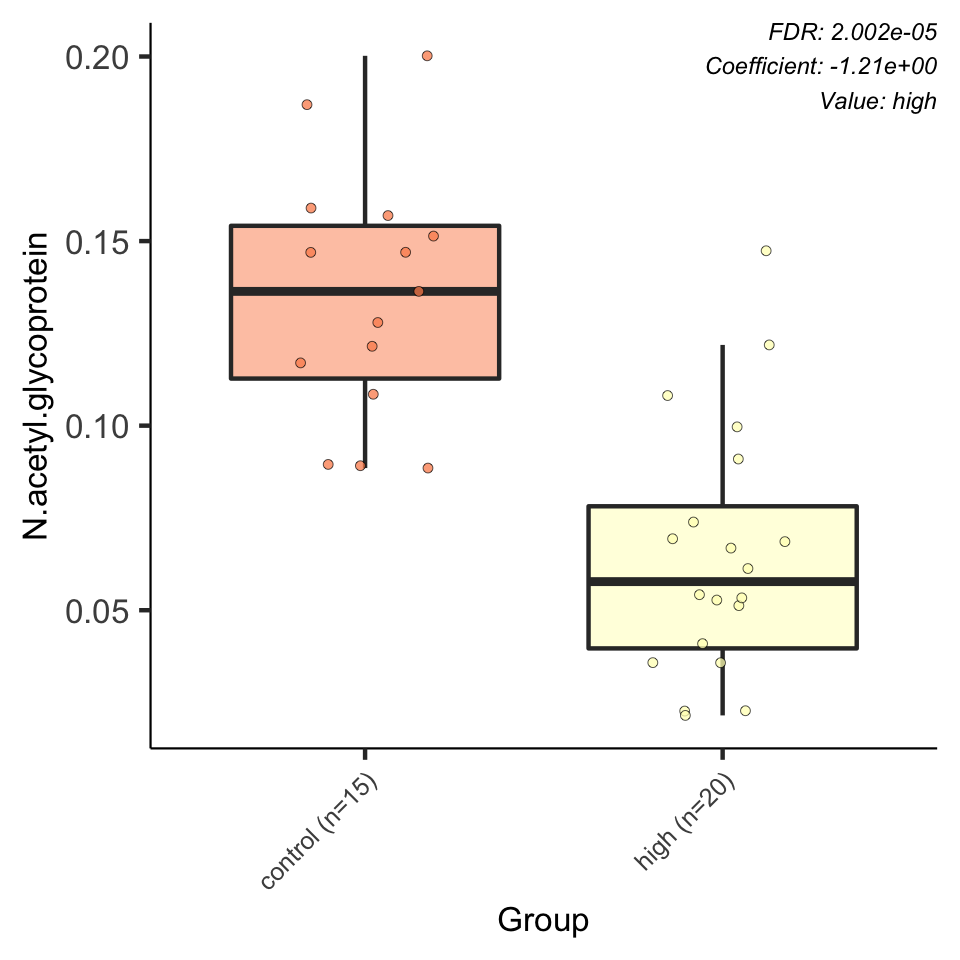 FDR: 2.002e-05
Coefficient: -1.21e+00
Value: high
N.acetyl.glycoprotein
0.20
0.15
0.10
0.05
control (n=15)
high (n=20)
Group